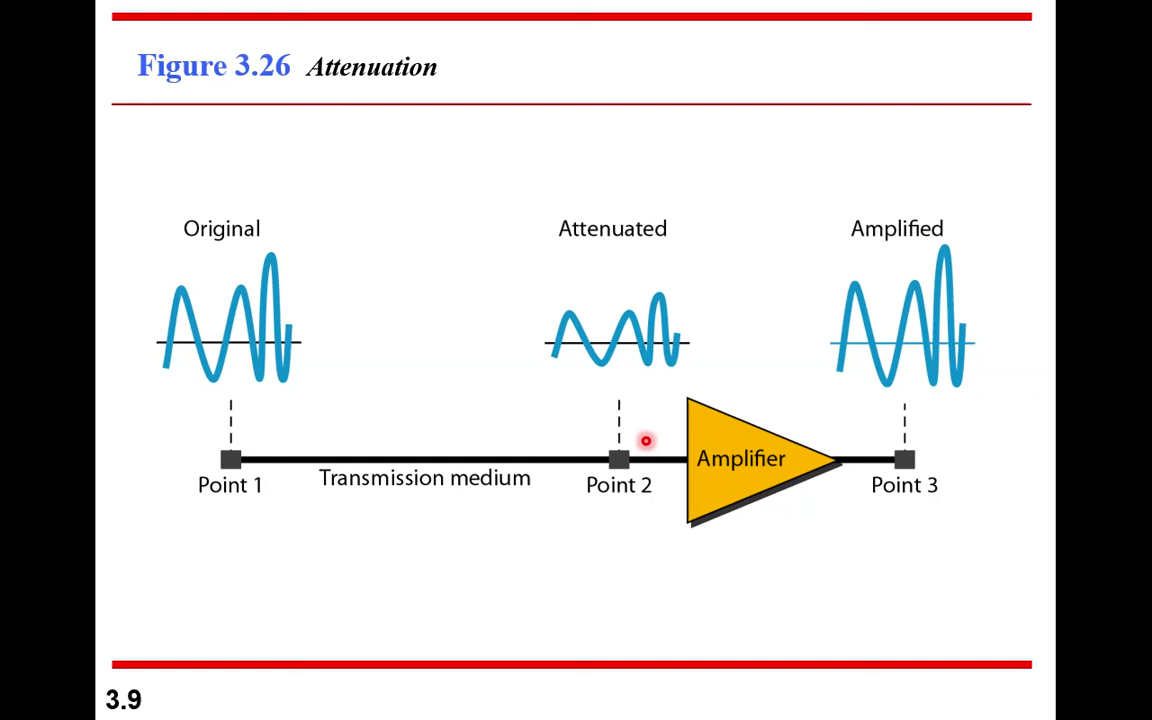 Figure 3.26 Attenuation
Original
Attenuated
Amplified
Amplifier
Transmission medium
Point 1
Point 2
Point 3
3.9